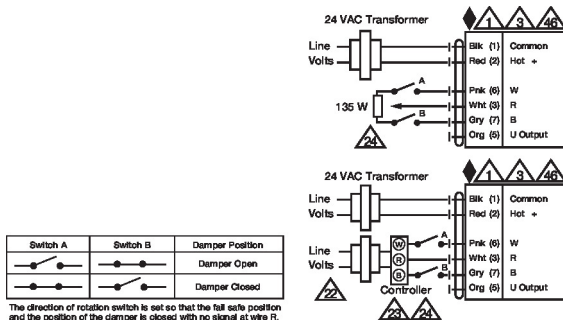 24 VAC Transformer
1 3 46
Line
Volts
Blk (1) Common
Red (2) Hot +
A
Pnk (6) W
135 W
Wht (3) R
B
Gry (7) B
Org (5) U Output
24
24 VAC Transformer
1 3 46
Line
Volts
Blk (1) Common
Red (2) Hot +
A
Line
Volts
W
R
B
Pnk (6) W
Wht (3) R
B
Gry (7) B
Org (5) U Output
22
Controller
23 24
Switch A Switch B Damper Position
Damper Open
Damper Closed
The direction of rotation switch is set so that the fail safe position
and the position of the damper is closed with no signal at wire R.